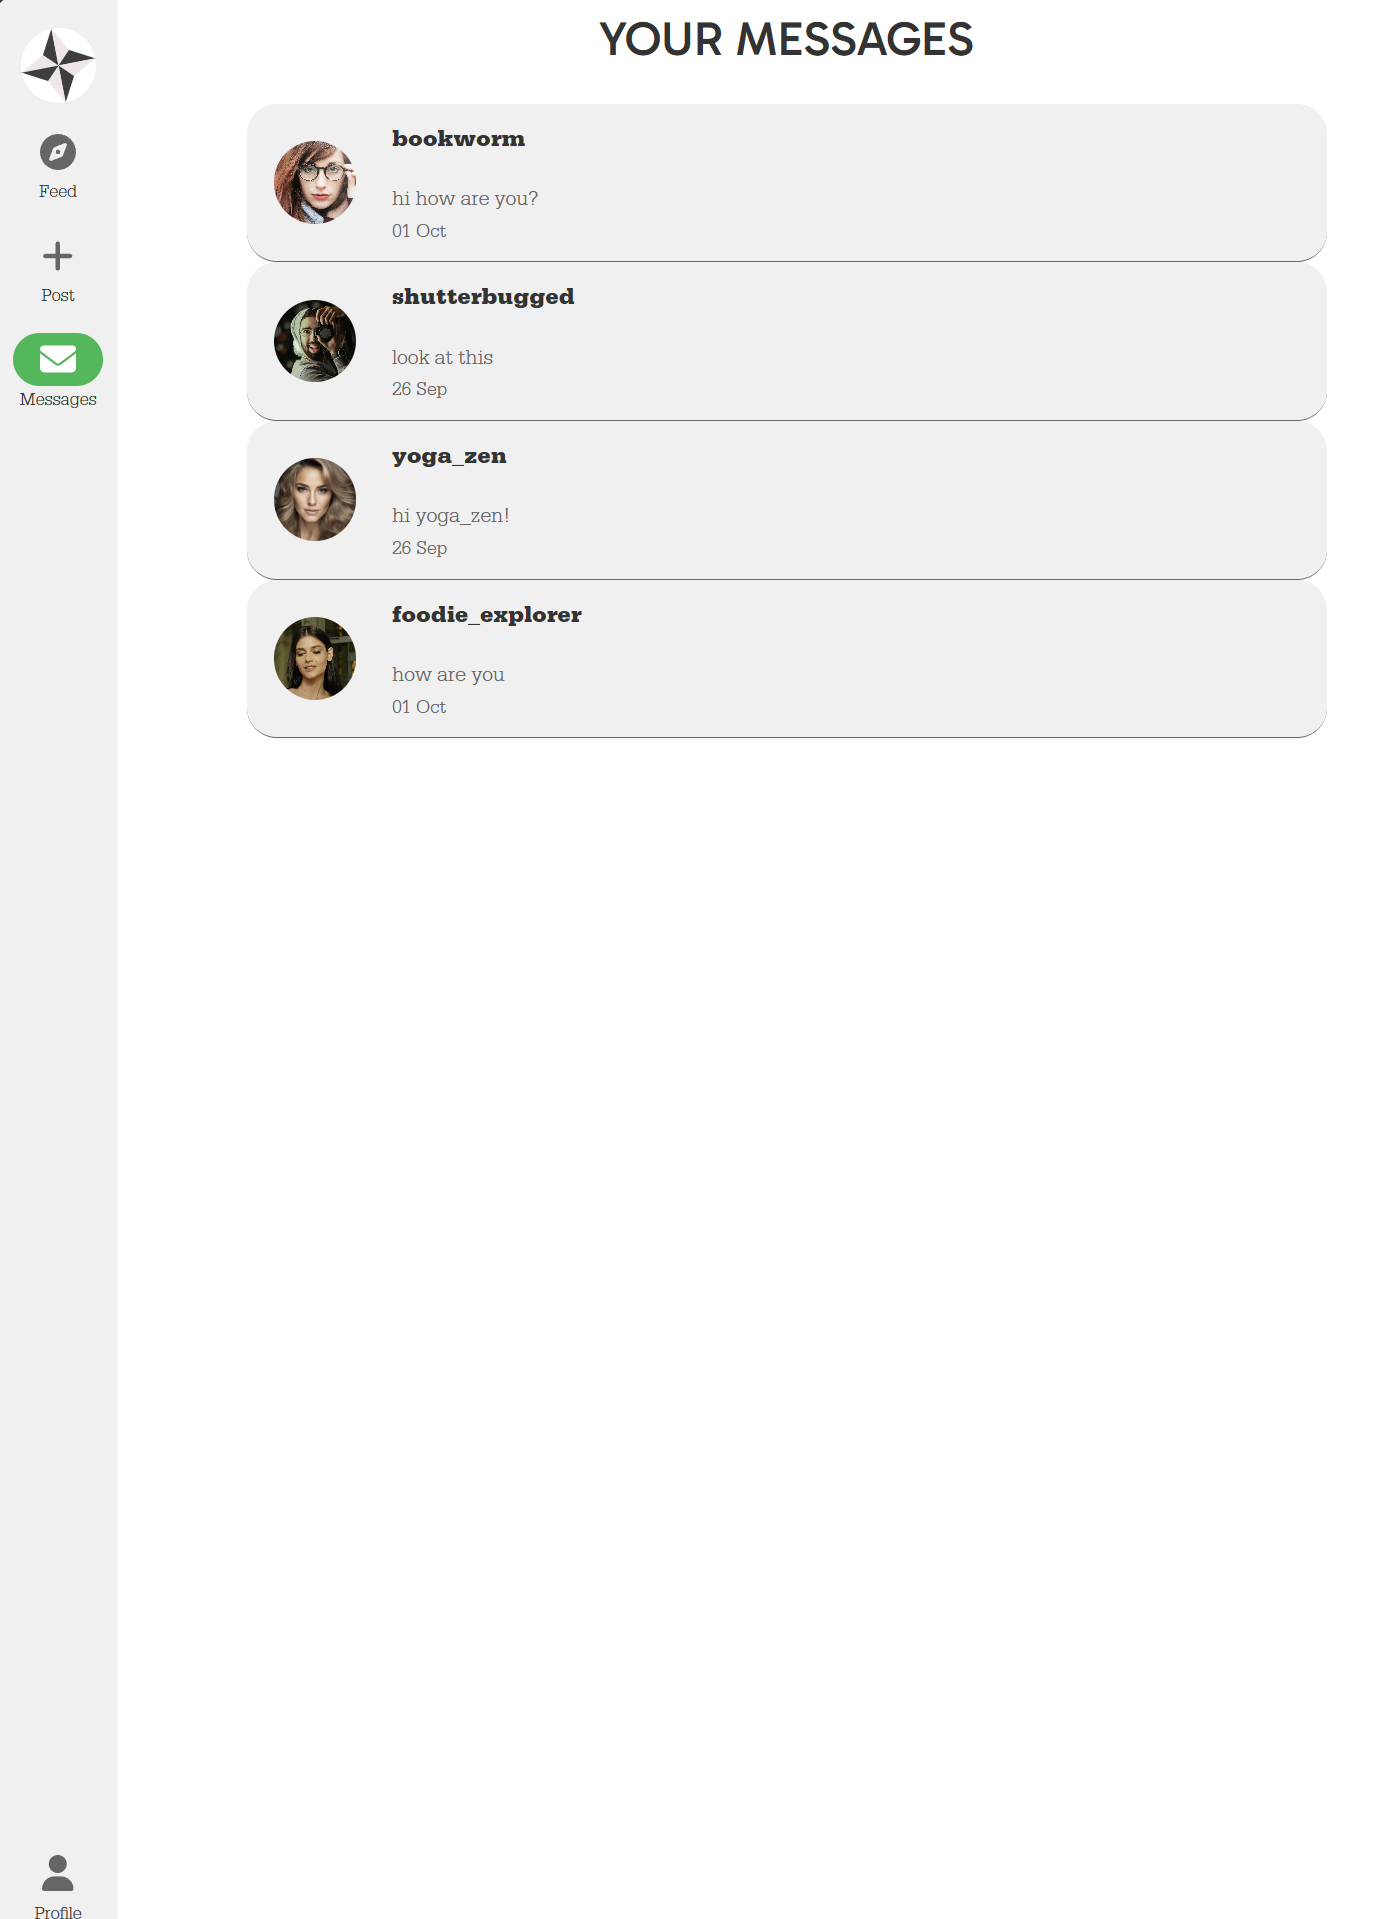 YOUR MESSAGES
Feed
Post
Messages
bookworm
hi how are you?
01 Oct
shutterbugged
look at this
26 Sep
yoga_zen
hi yoga_zen!
26 Sep
foodie_explorer
how are you
01 Oct
Profile